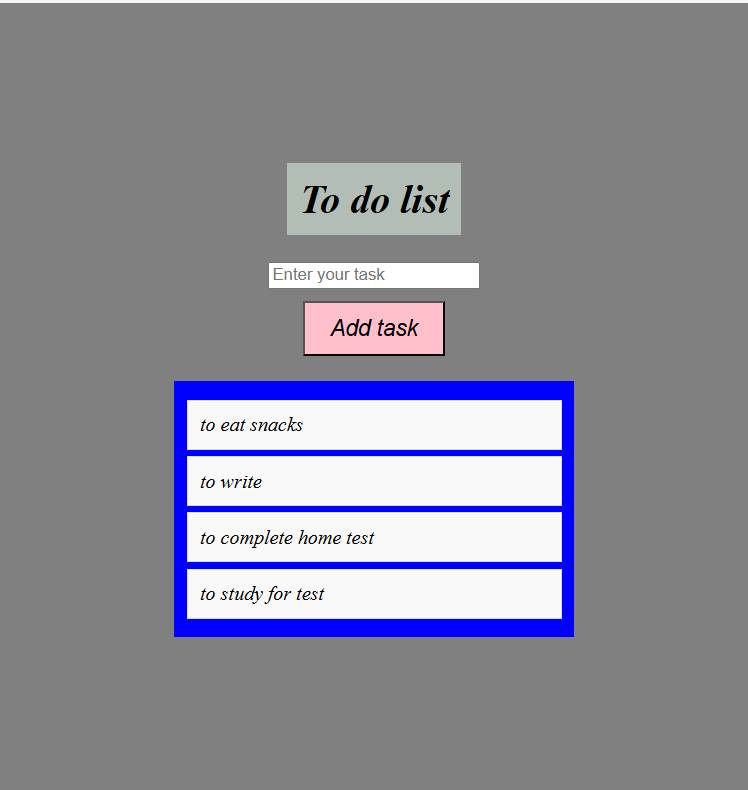 To do list
Enter your task
Add task
to eat snacks
to write
to complete home test
to study for test